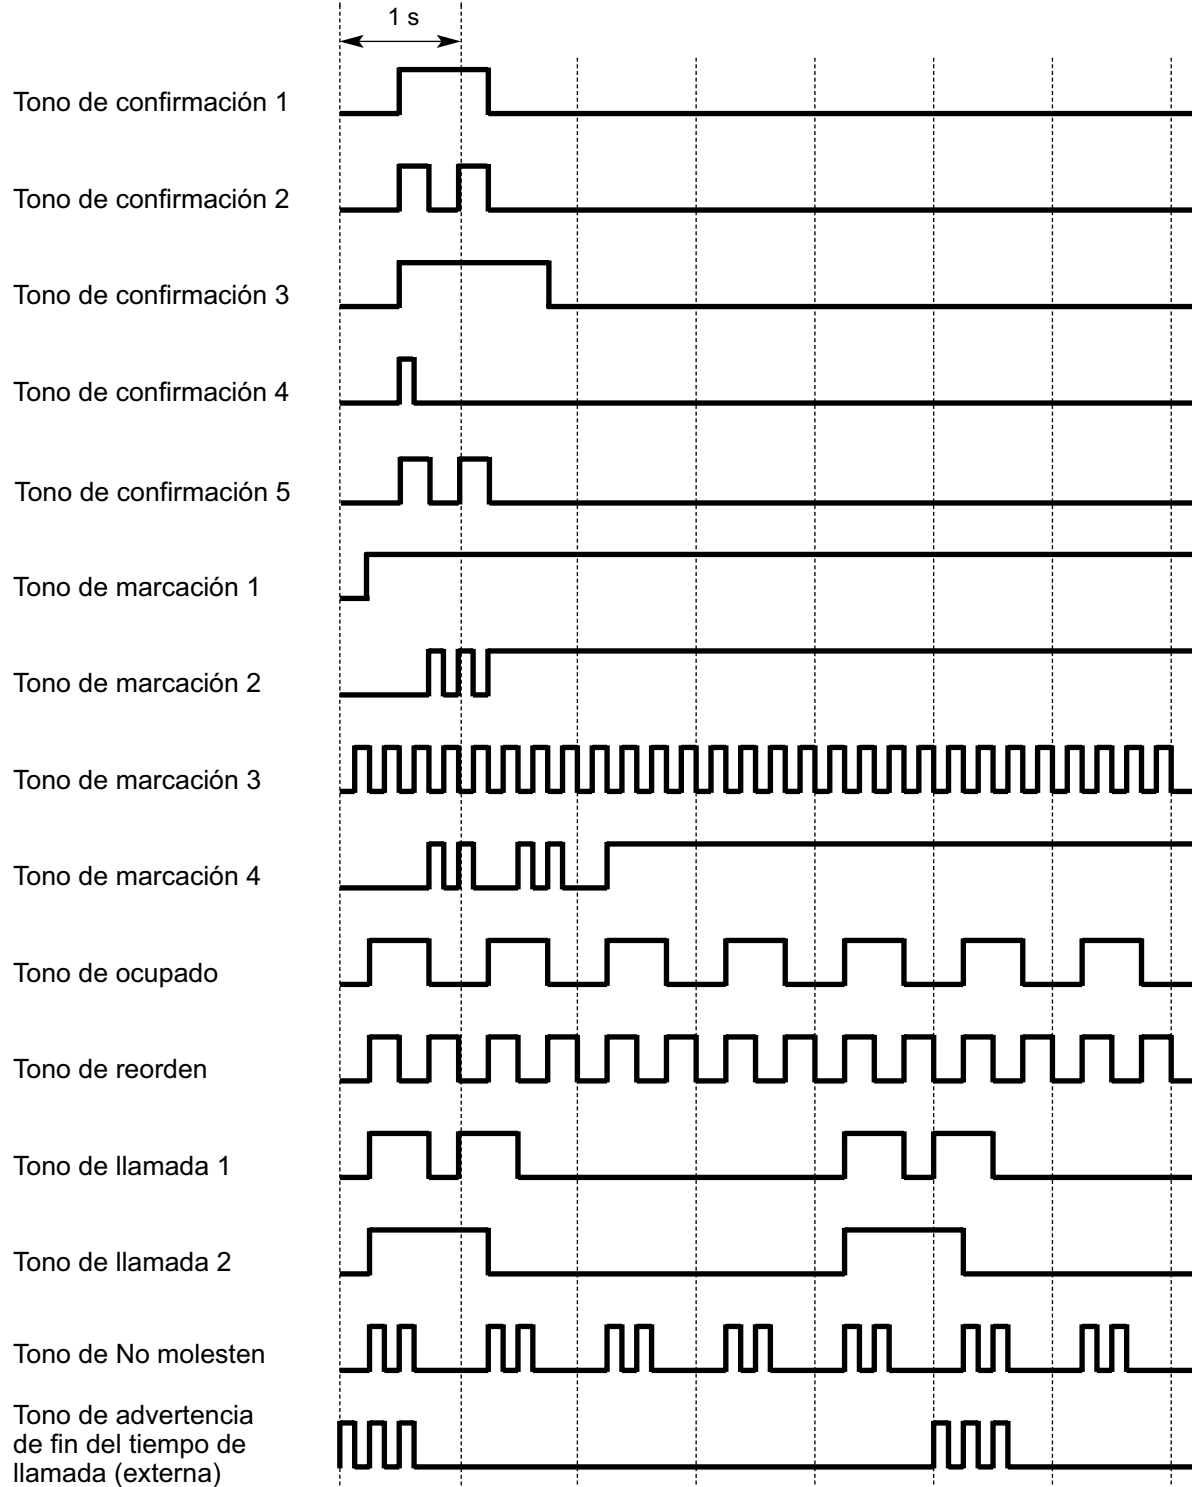 1 s
Tono de confirmación 1
Tono de confirmación 2
Tono de confirmación 3
Tono de confirmación 4
Tono de confirmación 5
Tono de marcación 1
Tono de marcación 2
Tono de marcación 3
Tono de marcación 4
Tono de ocupado
Tono de reorden
Tono de llamada 1
Tono de llamada 2
Tono de No molesten
Tono de advertencia
de fin del tiempo de
llamada (externa)